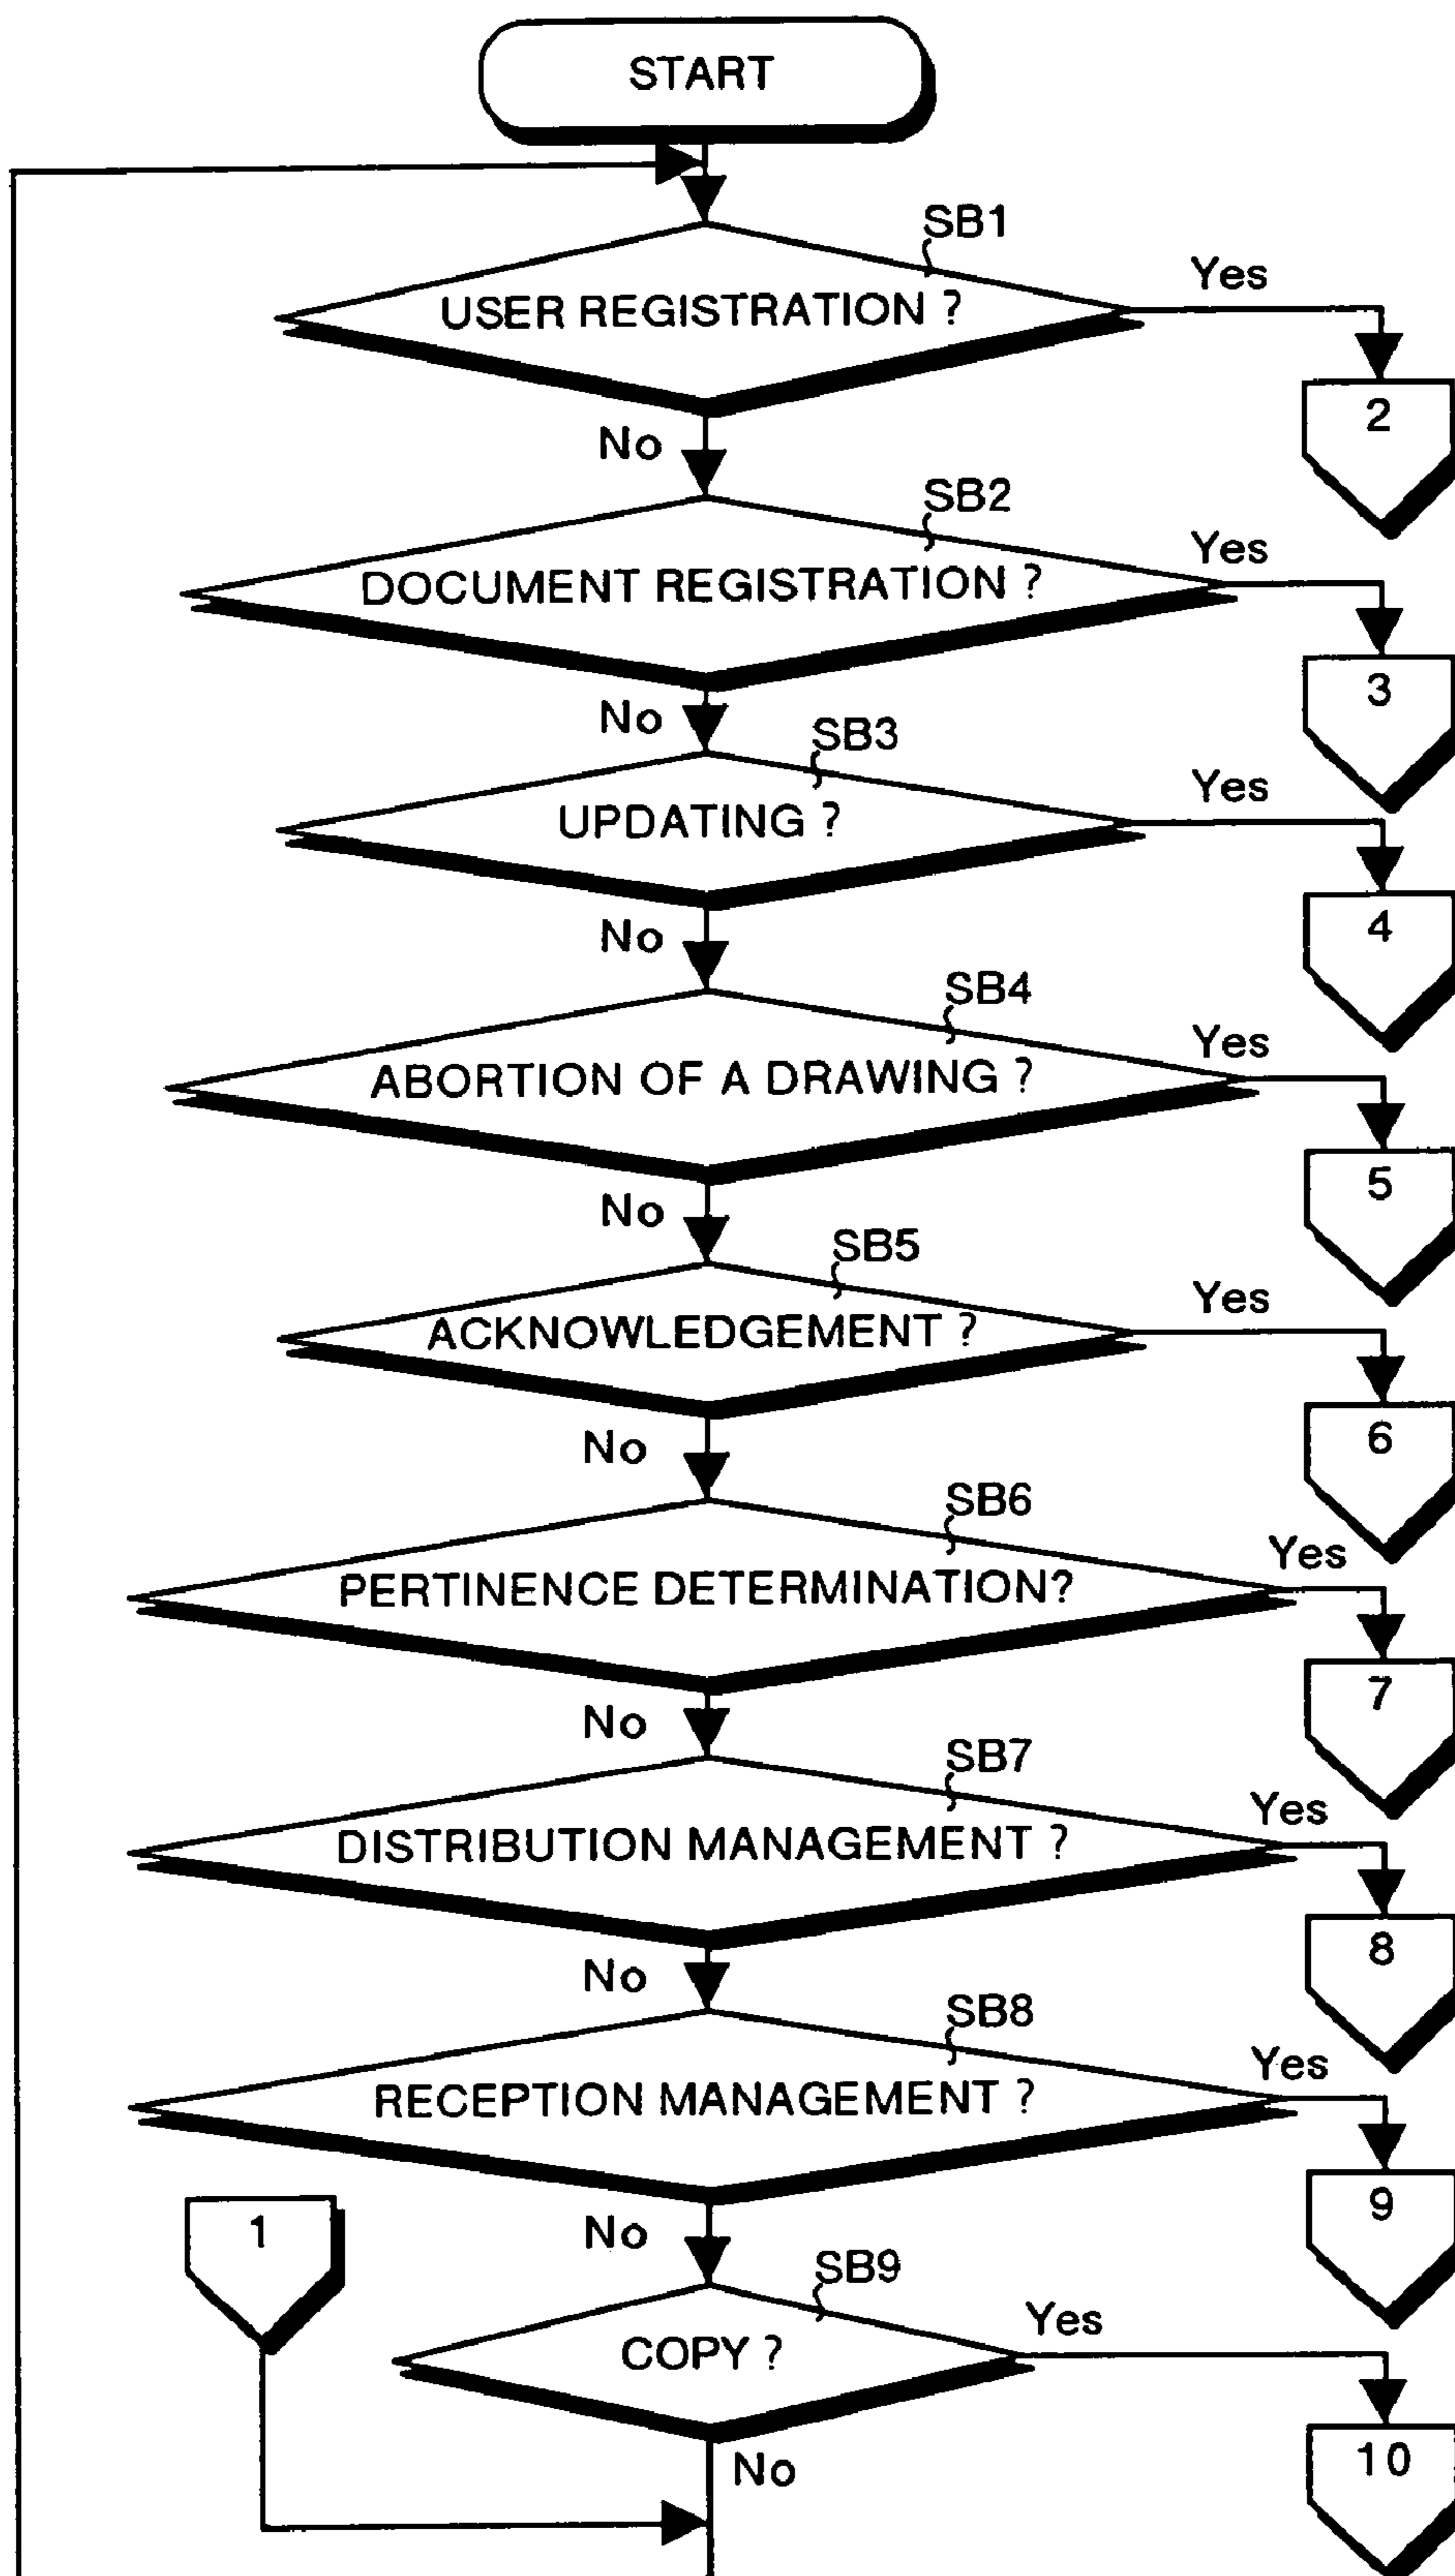 START
SB1
USER REGISTRATION ?
Yes
2
No
SB2
DOCUMENT REGISTRATION ?
Yes
3
No
SB3
UPDATING ?
Yes
4
No
SB4
ABORTION OF A DRAWING ?
Yes
5
No
SB5
ACKNOWLEDGEMENT ?
Yes
6
No
SB6
PERTINENCE DETERMINATION?
Yes
7
No
SB7
DISTRIBUTION MANAGEMENT ?
Yes
8
No
SB8
RECEPTION MANAGEMENT ?
Yes
9
1
No
SB9
COPY ?
Yes
10
No